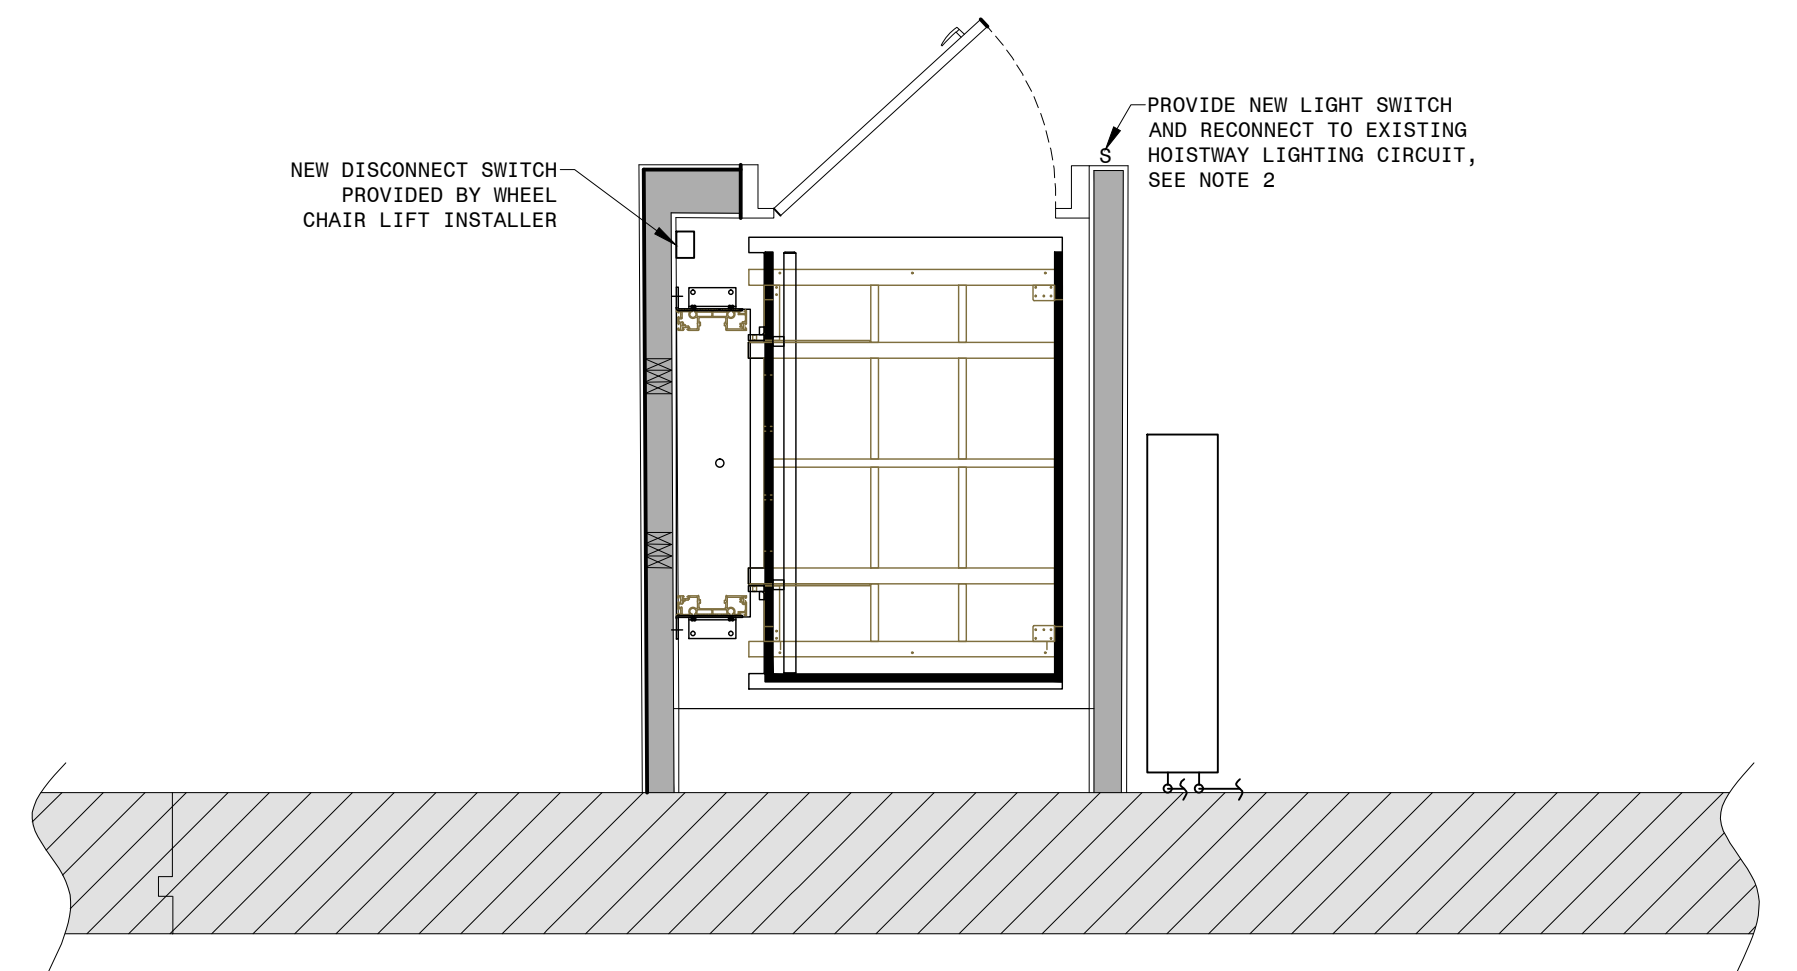 NEW DISCONNECT SWITCH
PROVIDED BY WHEEL
CHAIR LIFT INSTALLER
PROVIDE NEW LIGHT SWITCH
AND RECONNECT TO EXISTING
HOISTWAY LIGHTING CIRCUIT,
SEE NOTE 2
S